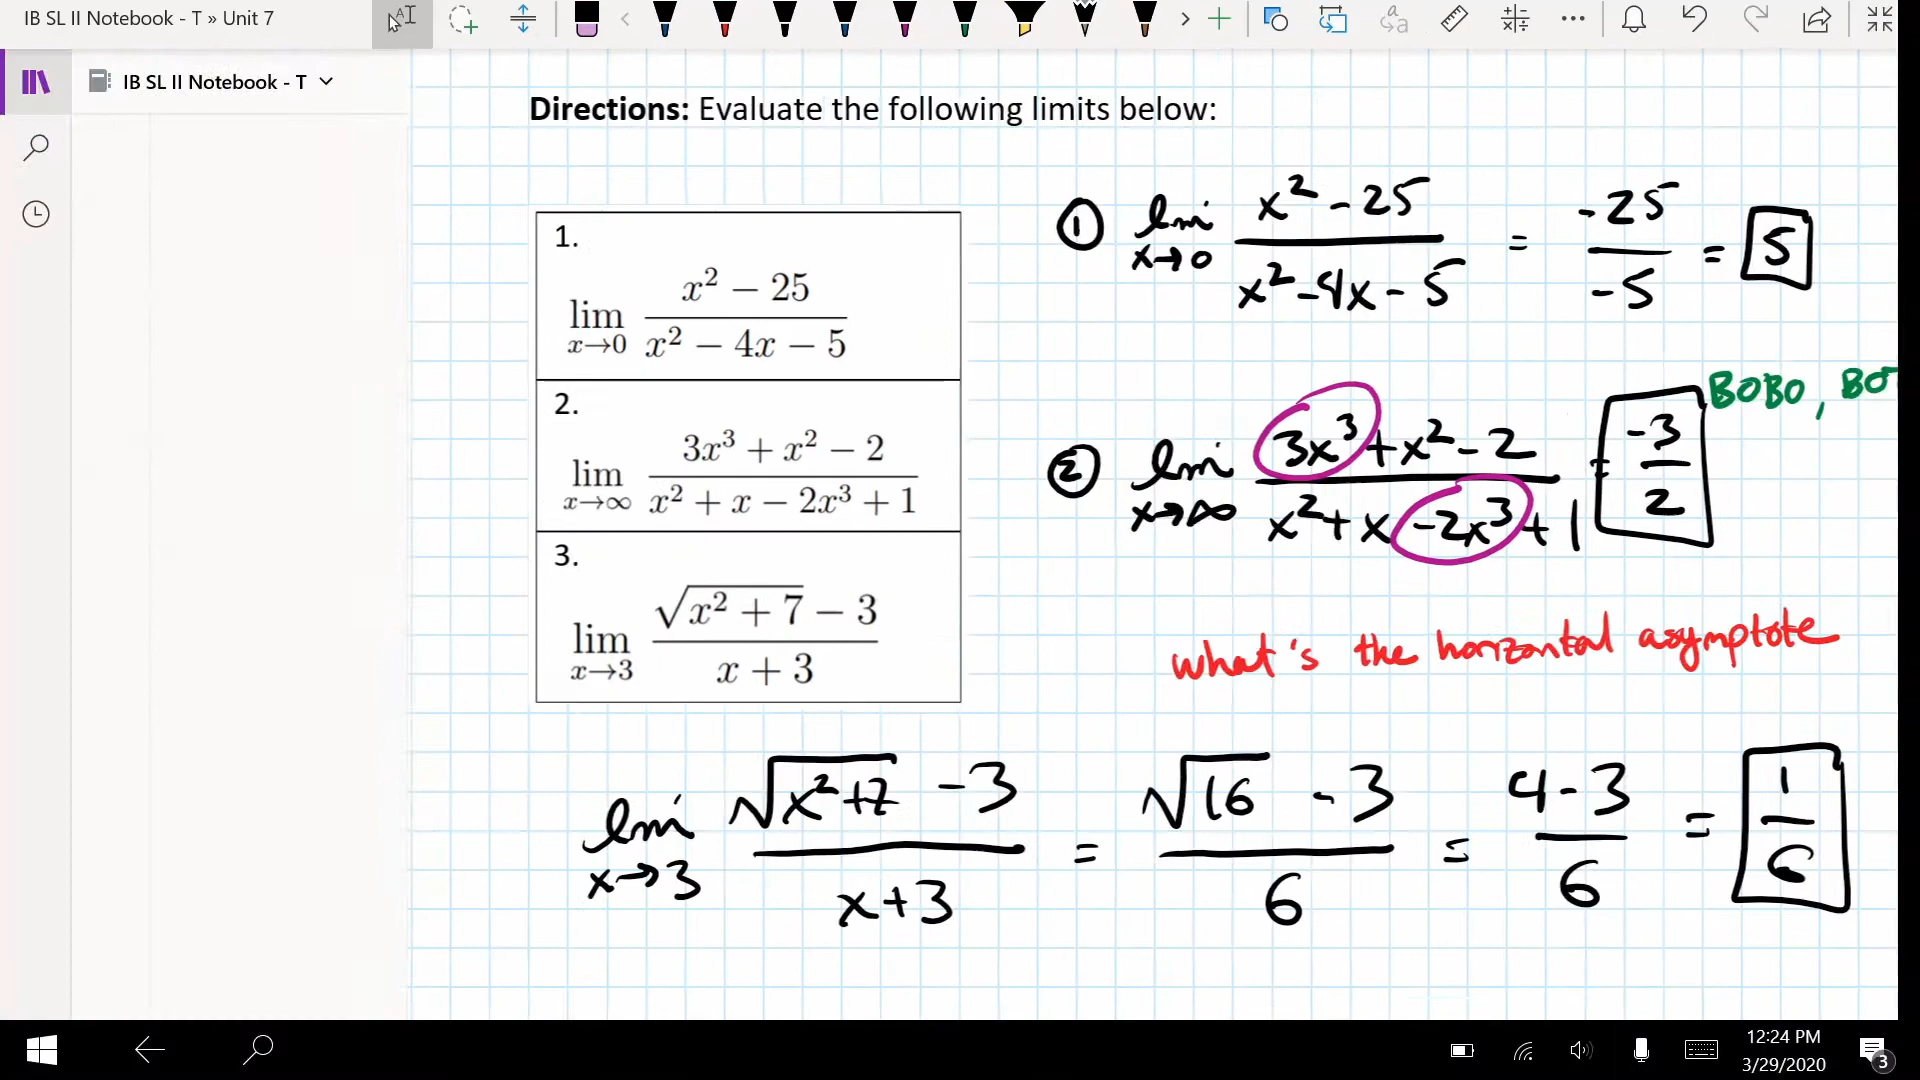 IB SL II Notebook - T » Unit 7
IB SL II Notebook - T
Directions: Evaluate the following limits below:
1.
lim x→0 (x² − 25)/(x² − 4x − 5)
2.
lim x→∞ (3x³ + x² − 2)/(x² + x − 2x³ + 1)
3.
lim x→3 (√(x² + 7) − 3)/(x + 3)
① lim x→0 (x² - 25)/(x² - 4x - 5) = -25/-5 = 5
BOBO, BO
② lim x→∞ (3x³ + x² - 2)/(x² + x - 2x³ + 1) = -3/2
what's the horizontal asymptote
lim x→3 (√(x²+7) - 3)/(x+3) = (√16 - 3)/6 = (4 - 3)/6 = 1/6
12:24 PM
3/29/2020
3